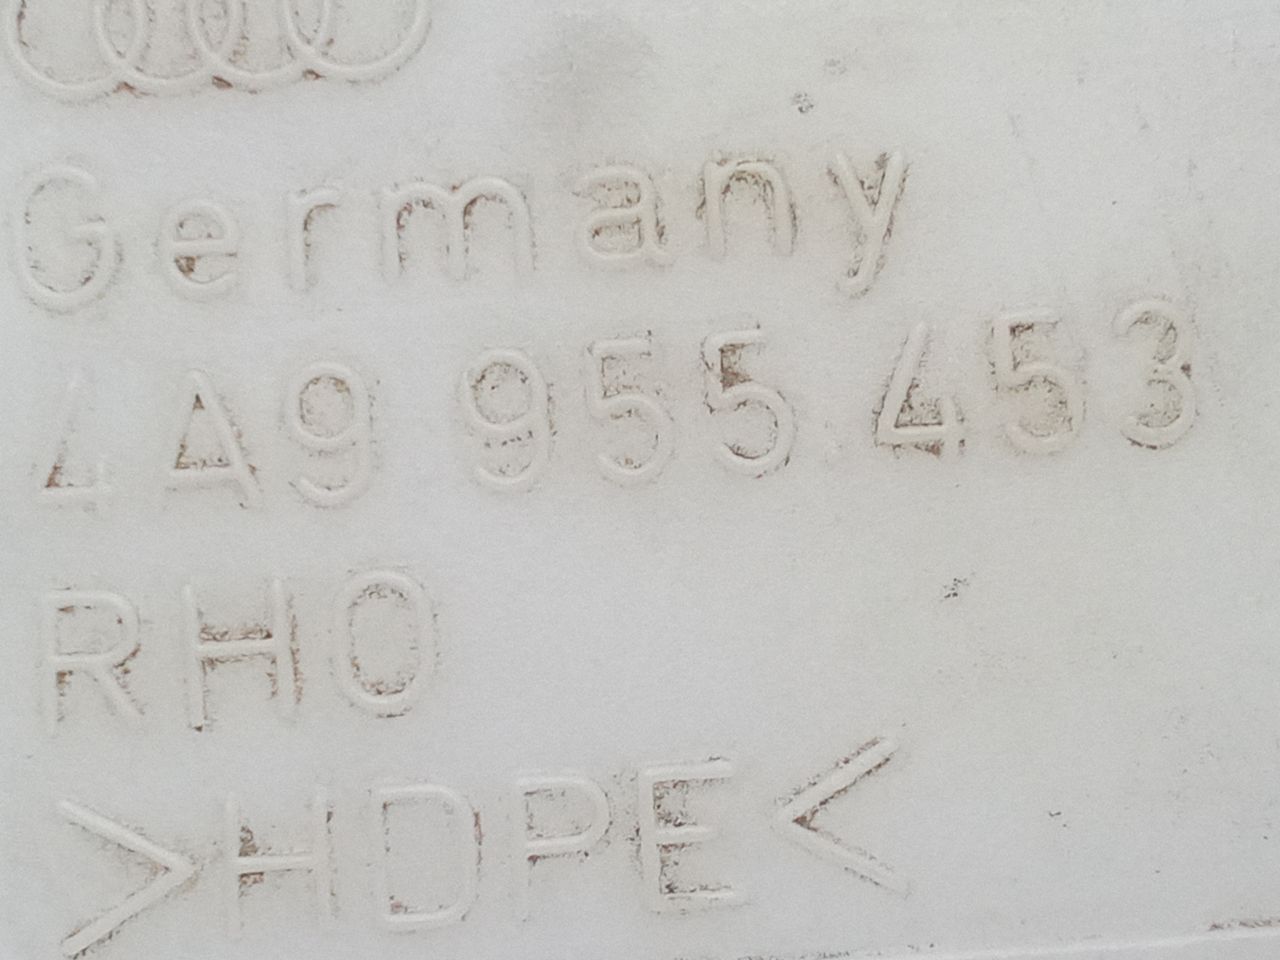 Germany
4A9 955 453
RHO
>HDPE<